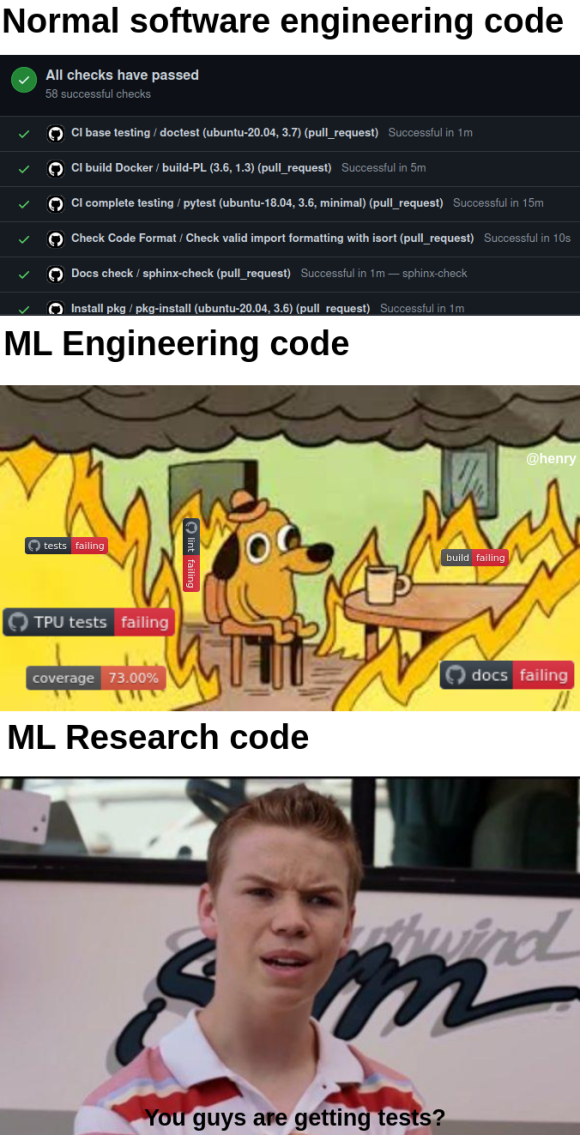 Normal software engineering code
All checks have passed
58 successful checks
CI base testing / doctest (ubuntu-20.04, 3.7) (pull_request) Successful in 1m
CI build Docker / build-PL (3.6, 1.3) (pull_request) Successful in 5m
CI complete testing / pytest (ubuntu-18.04, 3.6, minimal) (pull_request) Successful in 15m
Check Code Format / Check valid import formatting with isort (pull_request) Successful in 10s
Docs check / sphinx-check (pull_request) Successful in 1m — sphinx-check
Install pkg / pkg-install (ubuntu-20.04, 3.6) (pull_request) Successful in 1m
ML Engineering code
@henry
tests failing
lint failing
build failing
TPU tests failing
coverage 73.00%
docs failing
ML Research code
southwind
Storm
You guys are getting tests?